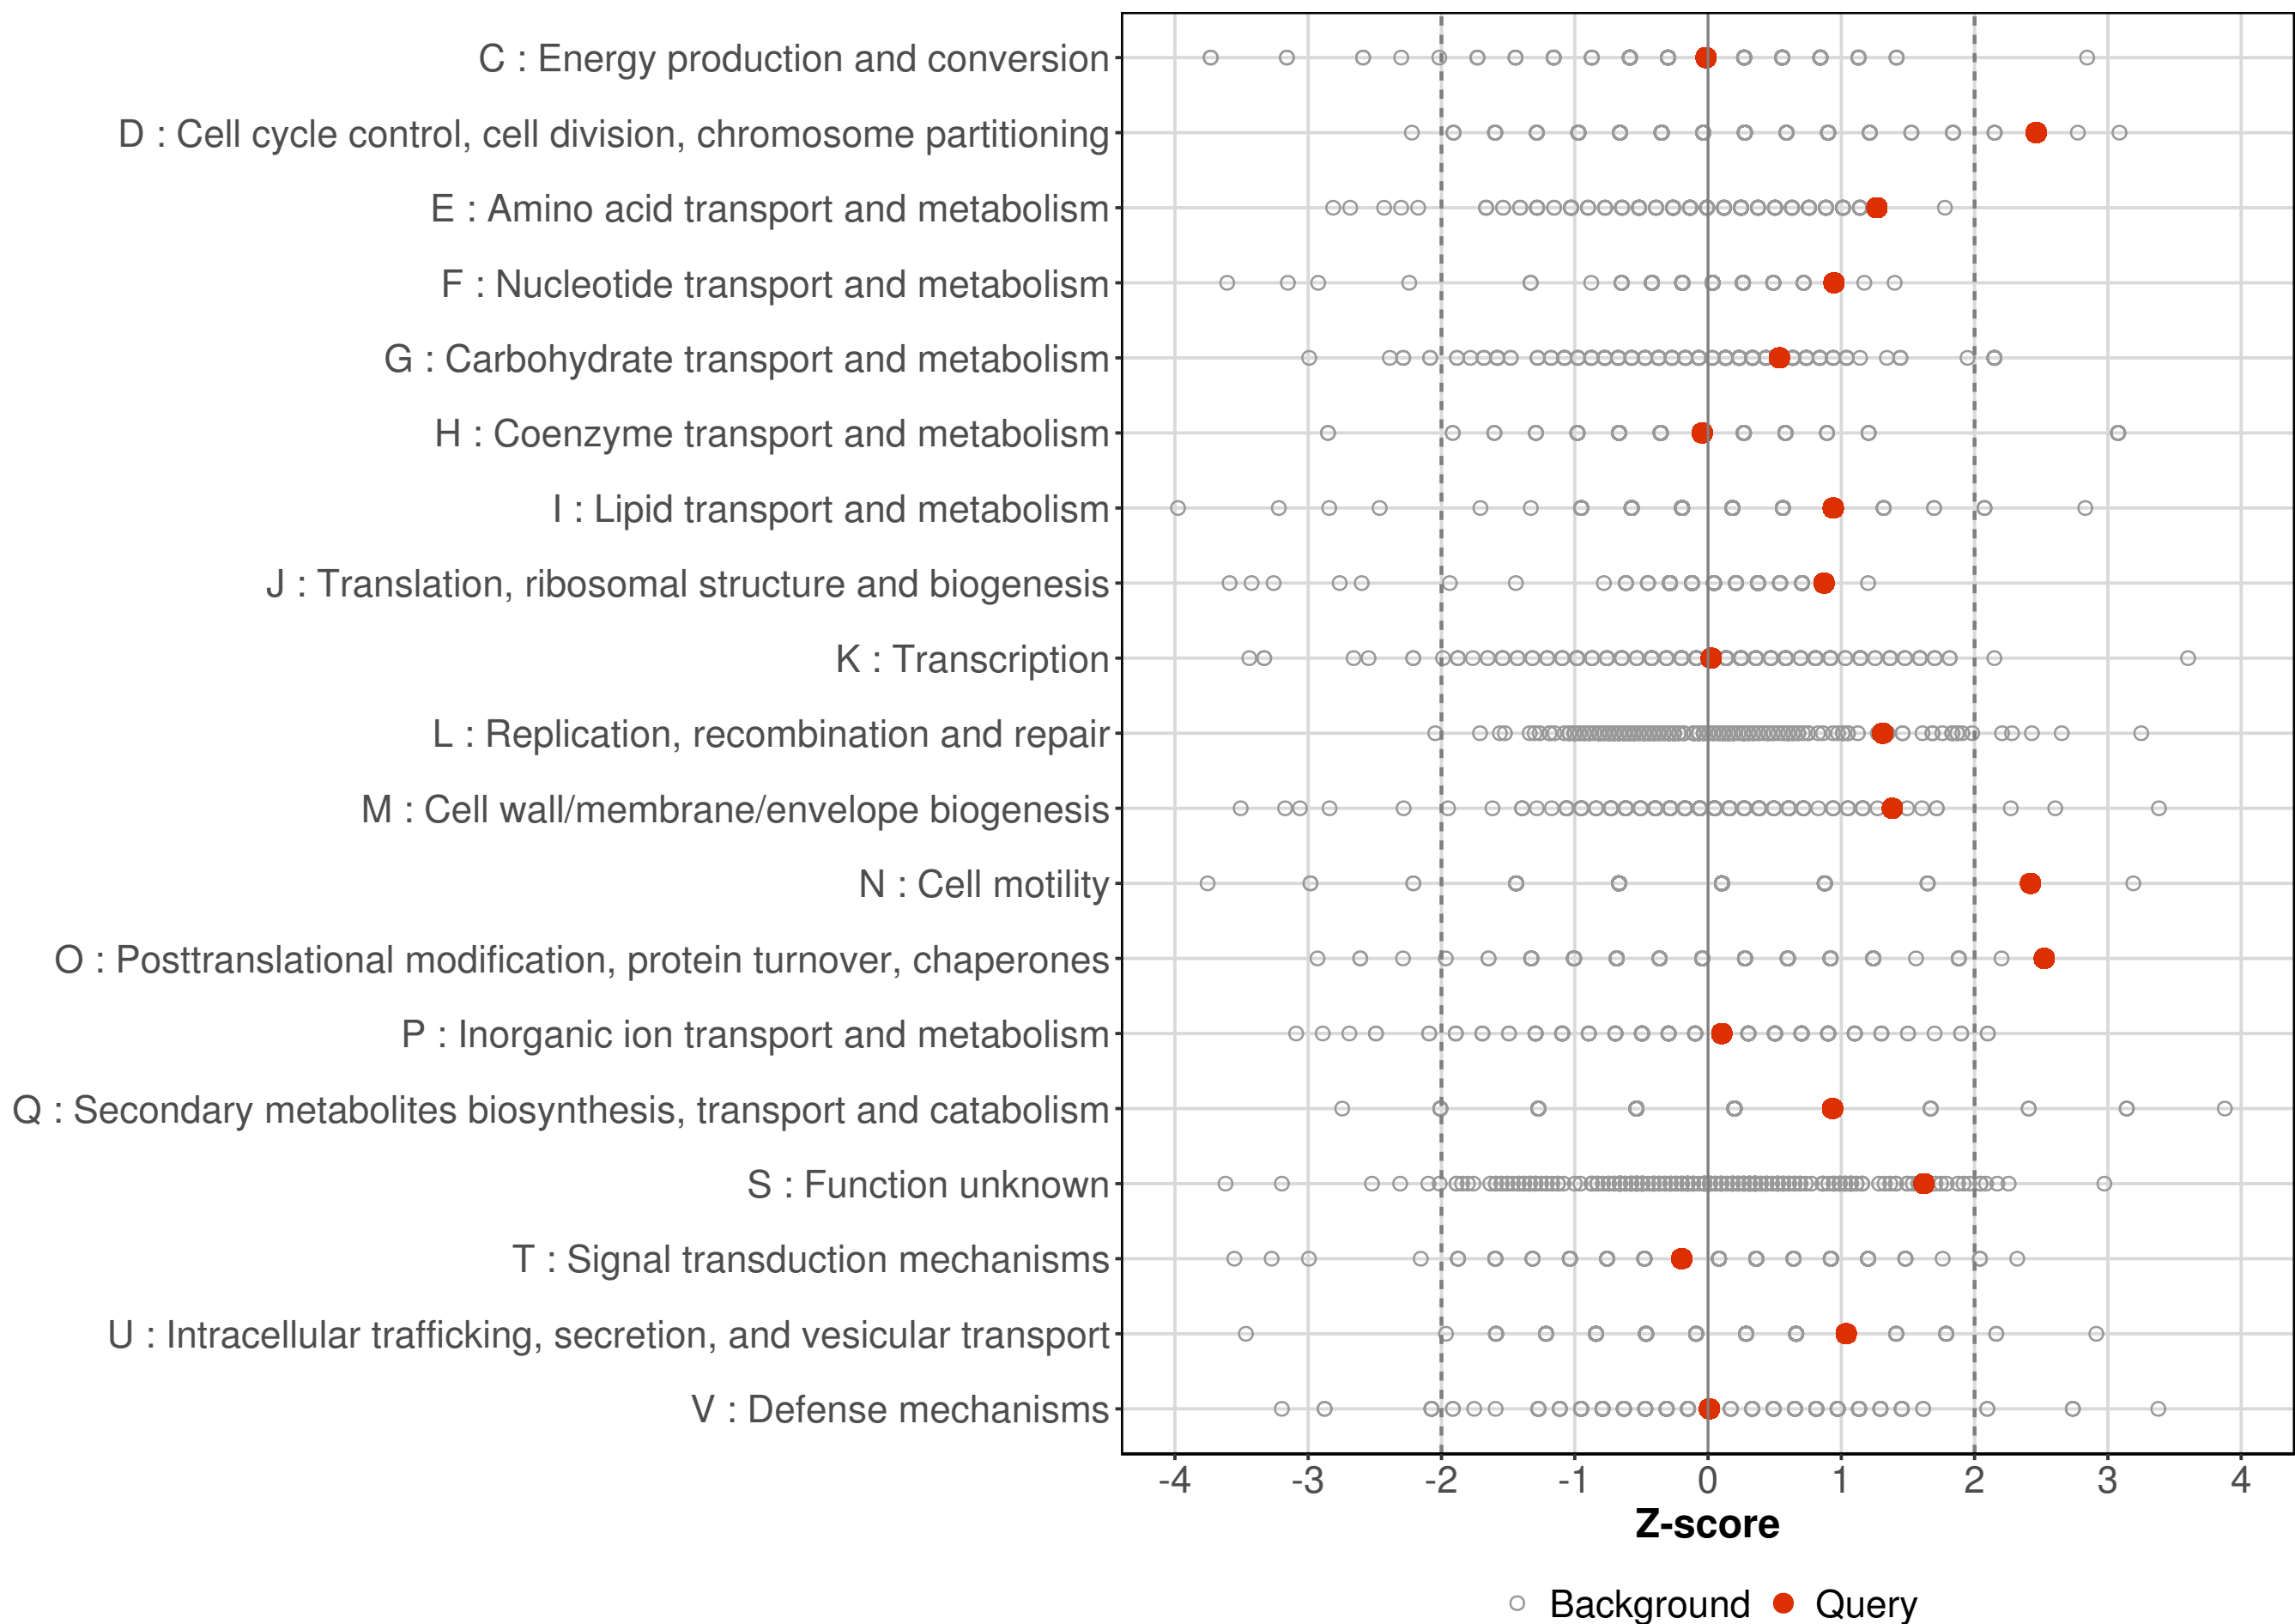 C : Energy production and conversion
D : Cell cycle control, cell division, chromosome partitioning
E : Amino acid transport and metabolism
F : Nucleotide transport and metabolism
G : Carbohydrate transport and metabolism
H : Coenzyme transport and metabolism
I : Lipid transport and metabolism
J : Translation, ribosomal structure and biogenesis
K : Transcription
L : Replication, recombination and repair
M : Cell wall/membrane/envelope biogenesis
N : Cell motility
O : Posttranslational modification, protein turnover, chaperones
P : Inorganic ion transport and metabolism
Q : Secondary metabolites biosynthesis, transport and catabolism
S : Function unknown
T : Signal transduction mechanisms
U : Intracellular trafficking, secretion, and vesicular transport
V : Defense mechanisms
-4 -3 -2 -1 0 1 2 3 4
Z-score
Background Query